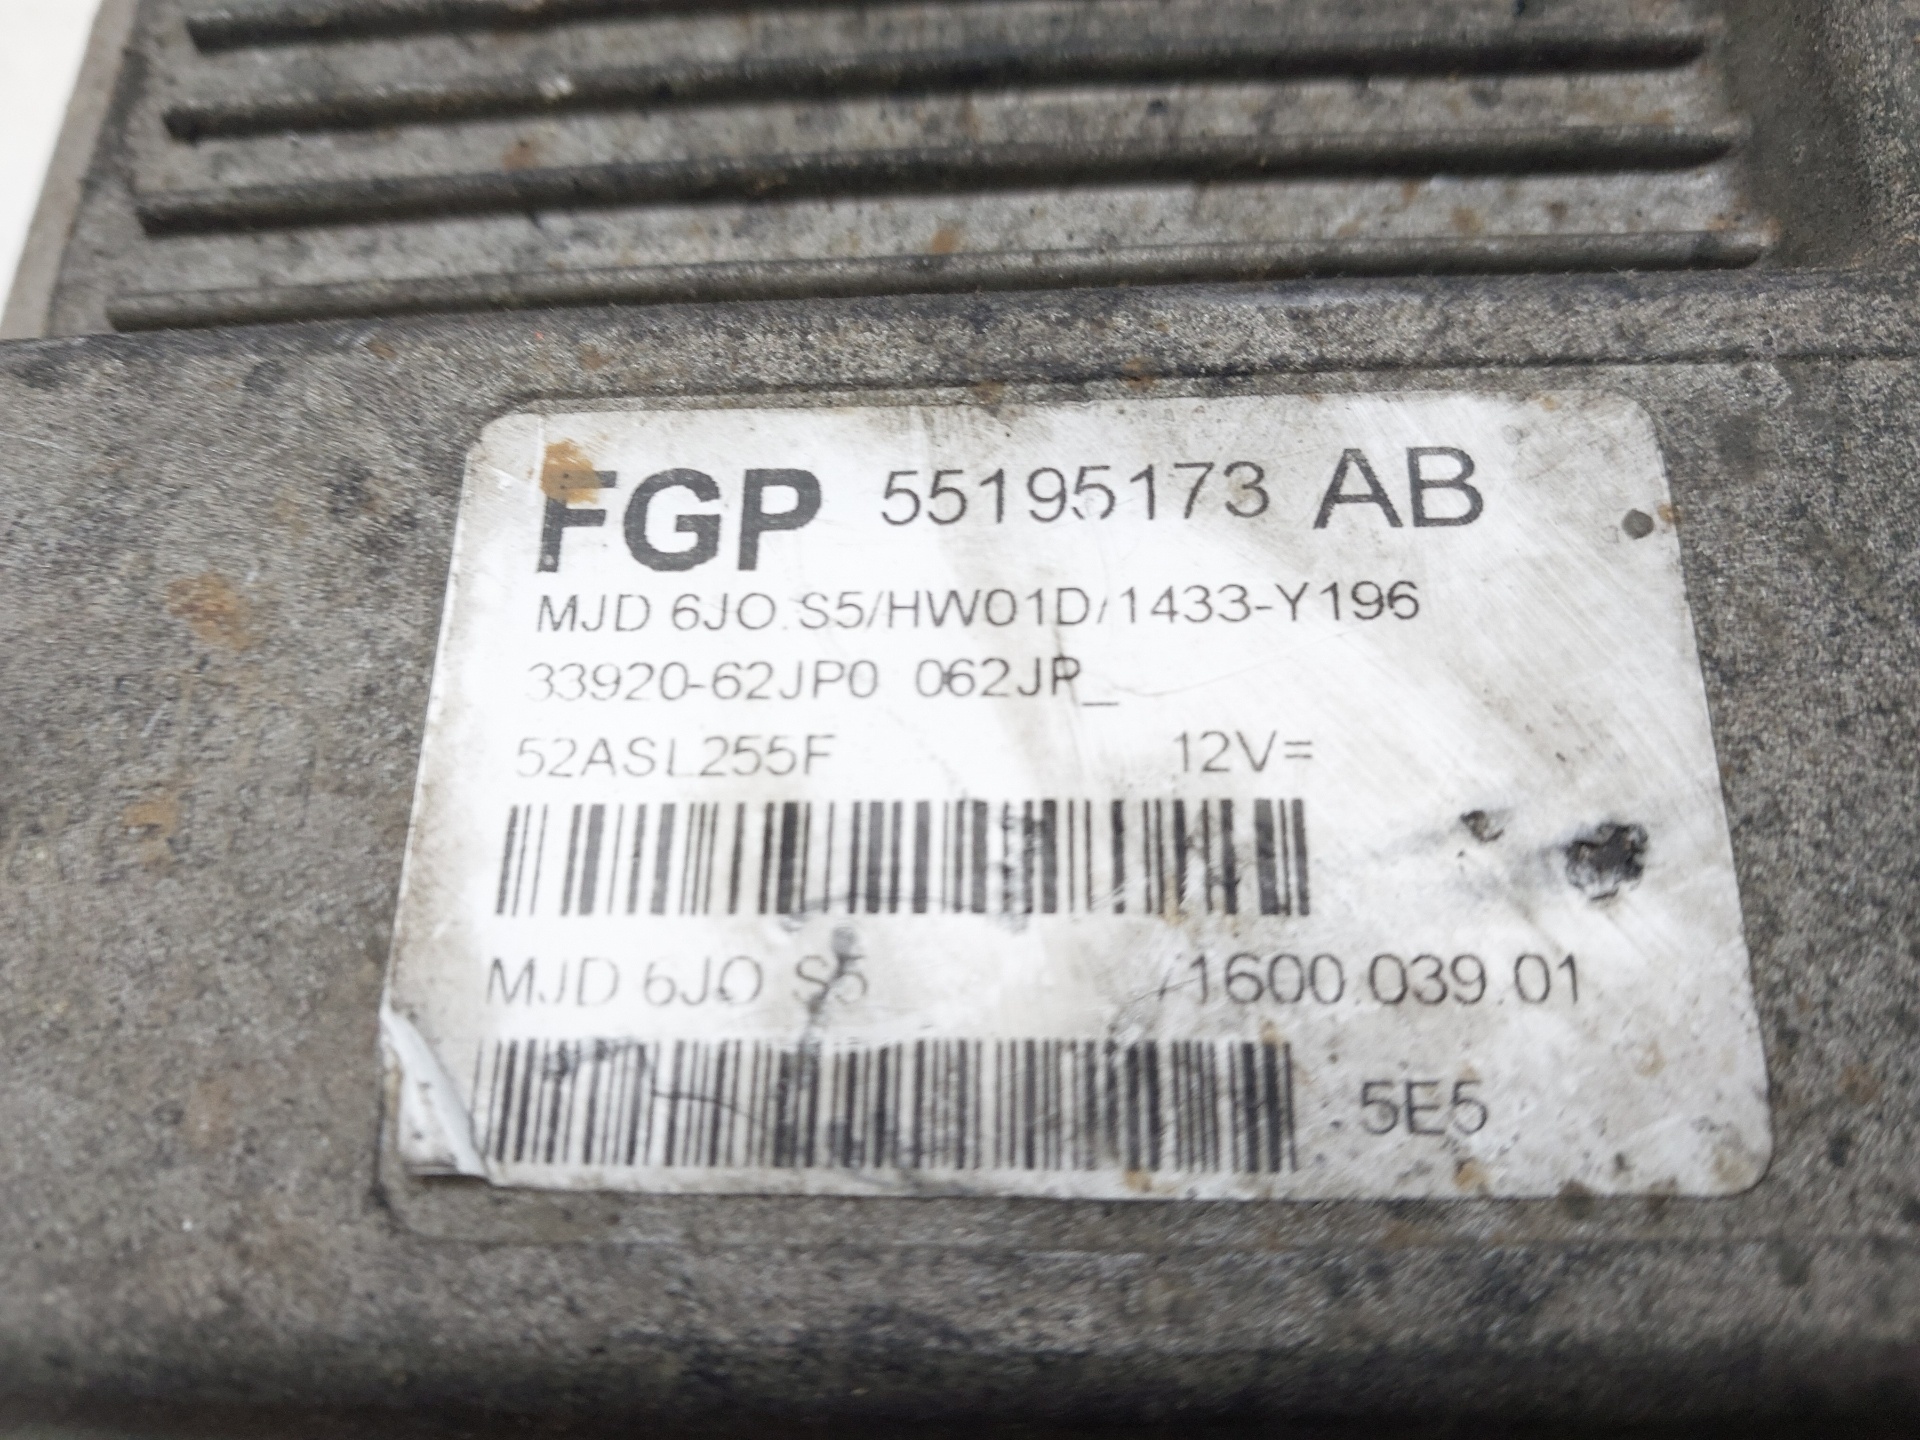 FGP 55195173 AB
MJD 6JO.S5/HW01D/1433-Y196
33920-62JP0 062JP_
52ASL255F 12V=
MJD 6JO S5 /1600.039.01
5E5